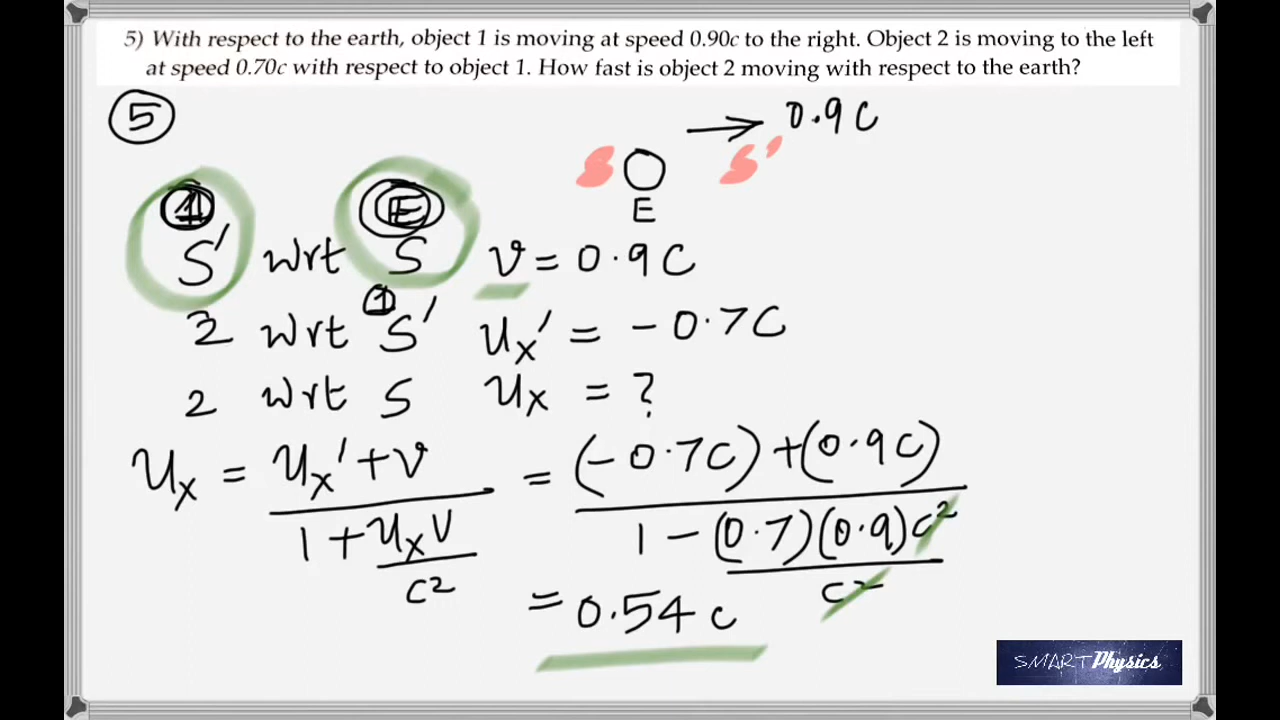 5) With respect to the earth, object 1 is moving at speed 0.90c to the right. Object 2 is moving to the left
at speed 0.70c with respect to object 1. How fast is object 2 moving with respect to the earth?
5
→ 0.9C
S S'
E
1 E
S' wrt S v = 0.9C
1
2 wrt S' Ux' = -0.7C
2 wrt S Ux = ?
Ux = Ux' + v / 1 + Ux v / c² = (-0.7C) + (0.9C) / 1 - (0.7)(0.9)c² / c²
= 0.54 c
SMART Physics